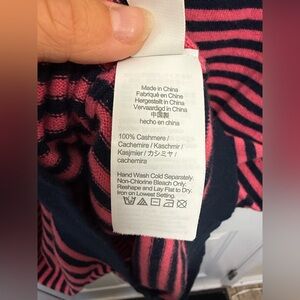 Made in China
Fabriqué en Chine
Hergestellt in China
Vervaardigd in China
中国製
hecho en china
100% Cashmere /
Cachemire / Kaschmir /
Kasjmier / カシミヤ /
cachemira
Hand Wash Cold Separately.
Non-Chlorine Bleach Only.
Reshape and Lay Flat to Dry.
Iron on Lowest Setting.